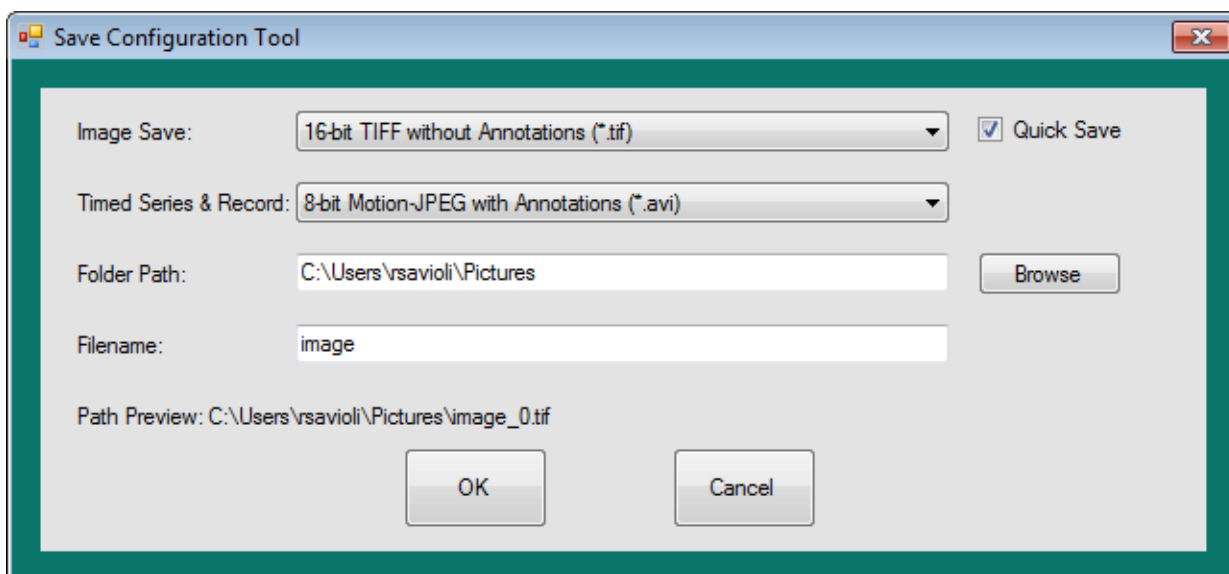 Save Configuration Tool
Image Save: 16-bit TIFF without Annotations (*.tif) Quick Save
Timed Series & Record: 8-bit Motion-JPEG with Annotations (*.avi)
Folder Path: C:\Users\rsavioli\Pictures Browse
Filename: image
Path Preview: C:\Users\rsavioli\Pictures\image_0.tif
OK Cancel